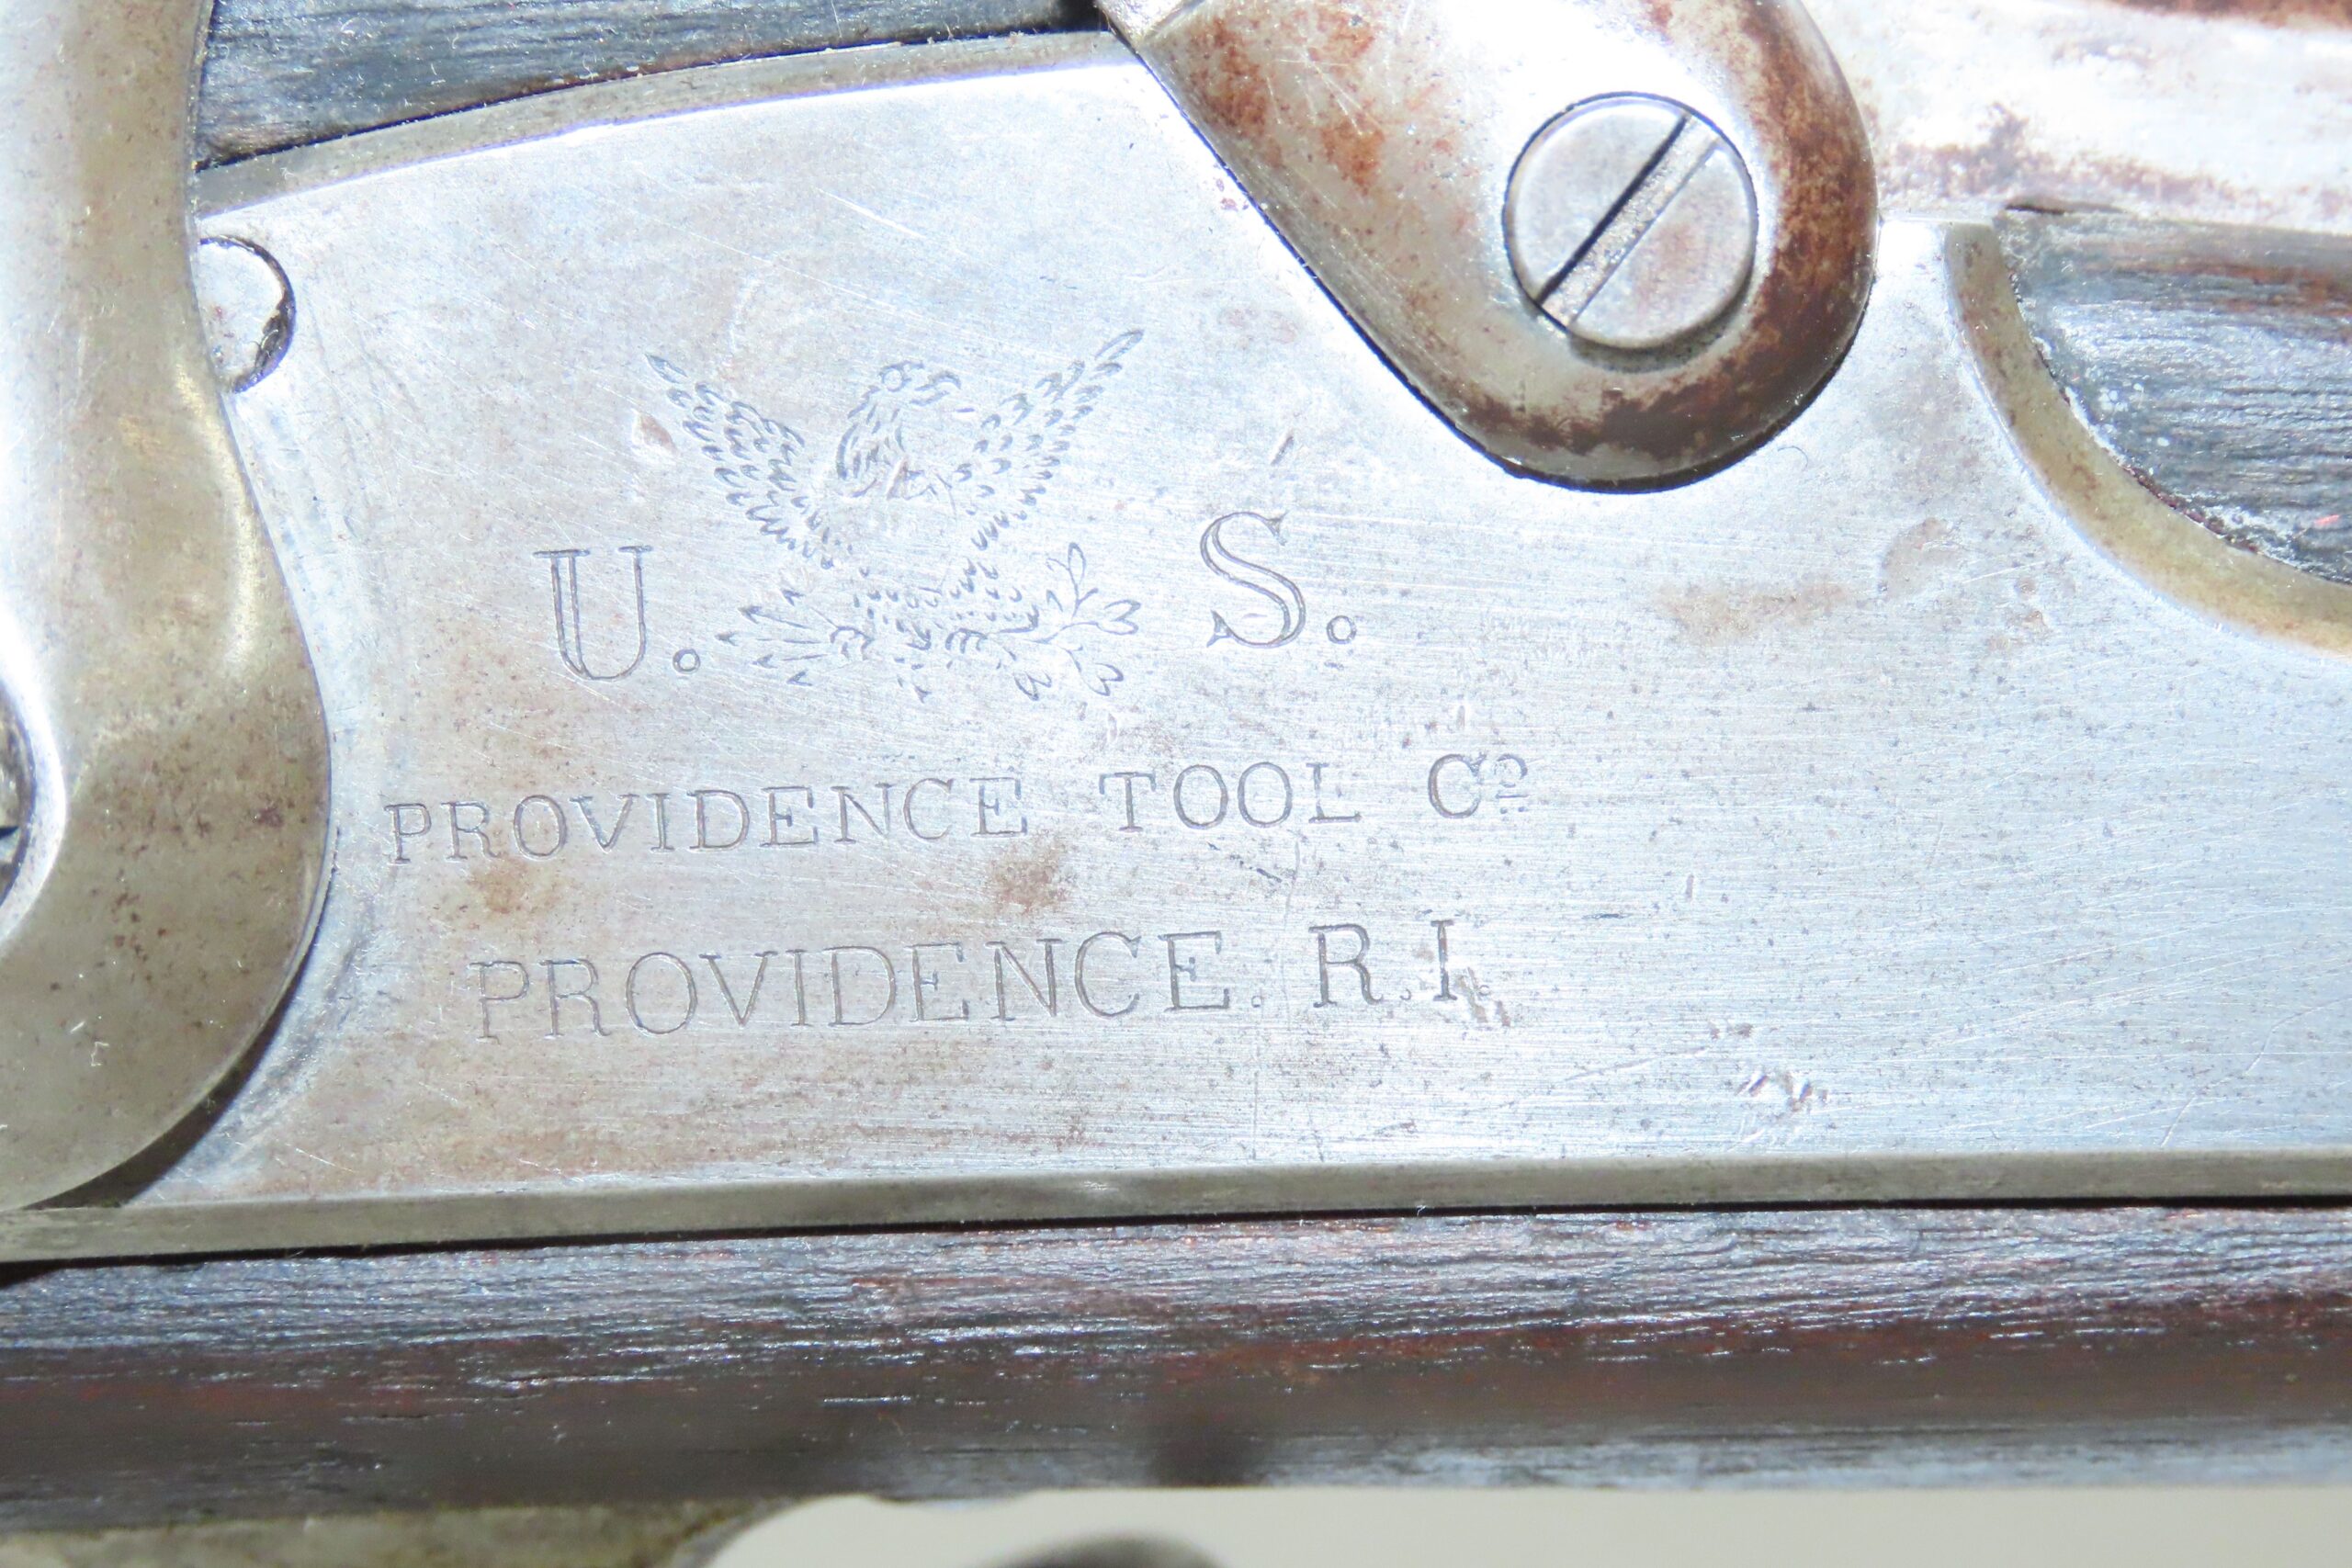 U. S.
PROVIDENCE TOOL Cº
PROVIDENCE. R.I.